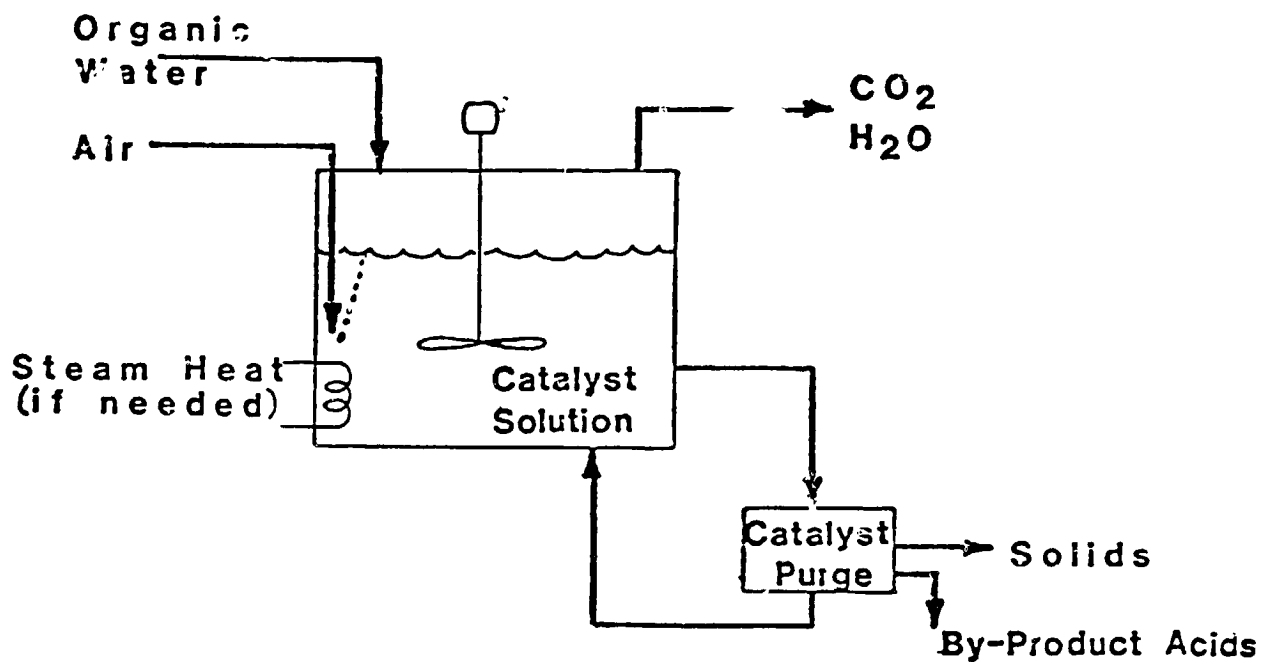 Organic
Water
Air
CO₂
H₂O
Steam Heat
(if needed)
Catalyst
Solution
Catalyst
Purge
Solids
By-Product Acids